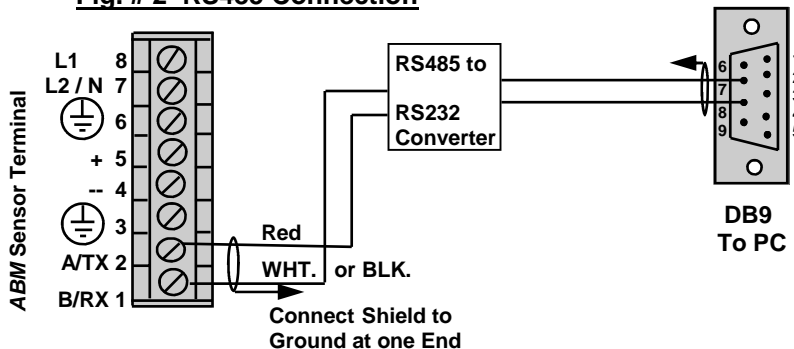 Fig. # 2 RS485 Connection
ABM Sensor Terminal
L1 8
L2 / N 7
6
+ 5
-- 4
3
A/TX 2
B/RX 1
Red
WHT. or BLK.
Connect Shield to
Ground at one End
RS485 to
RS232
Converter
6
7
8
9
DB9
To PC